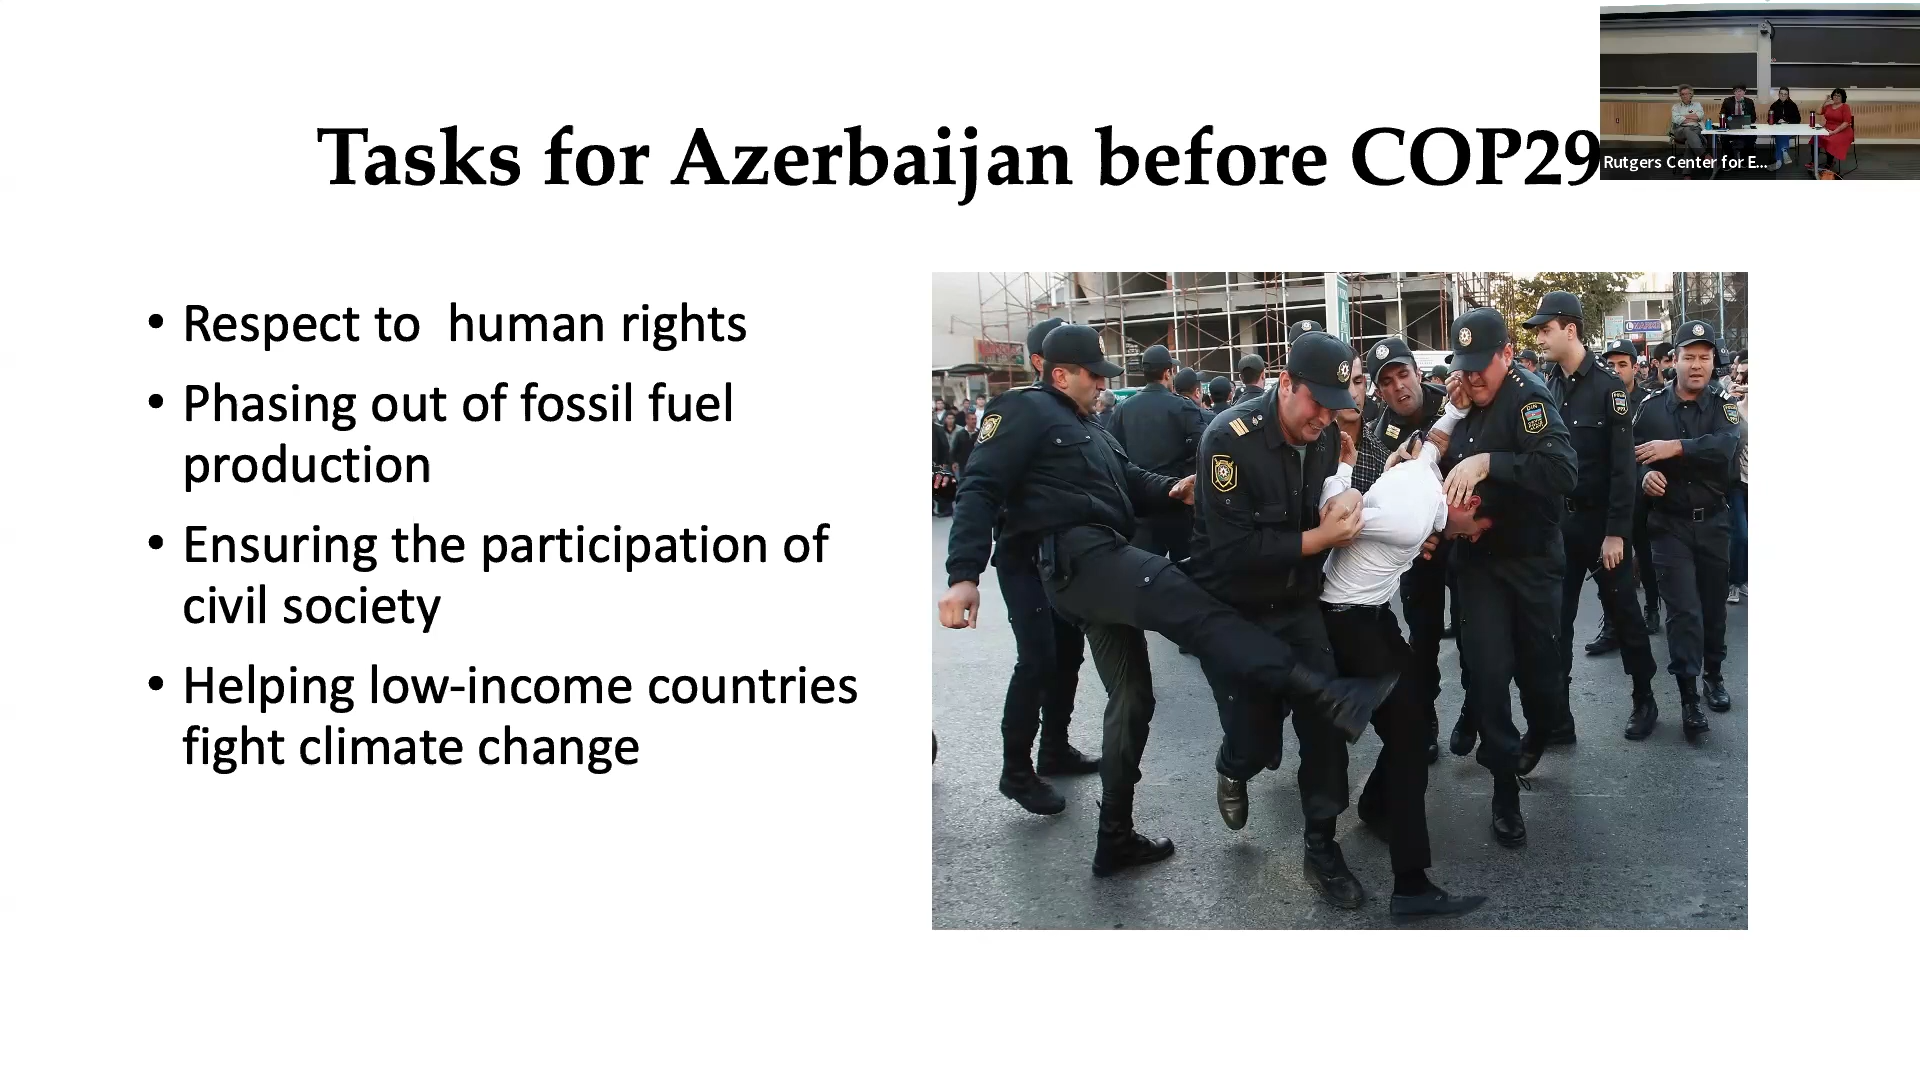 Tasks for Azerbaijan before COP29
Rutgers Center for E...
• Respect to  human rights
• Phasing out of fossil fuel
production
• Ensuring the participation of
civil society
• Helping low-income countries
fight climate change